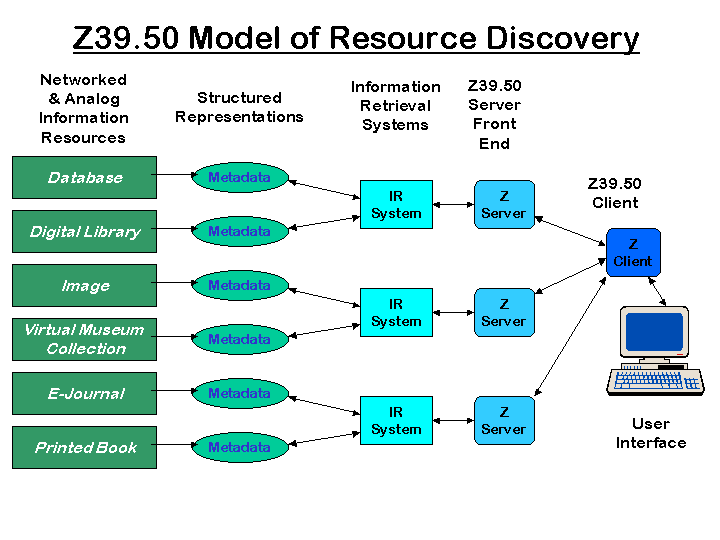 Z39.50 Model of Resource Discovery
Networked
& Analog
Information
Resources
Structured
Representations
Information
Retrieval
Systems
Z39.50
Server
Front
End
Z39.50
Client
Database
Metadata
IR
System
Z
Server
Digital Library
Metadata
Z
Client
Image
Metadata
IR
System
Z
Server
Virtual Museum
Collection
Metadata
E-Journal
Metadata
IR
System
Z
Server
Printed Book
Metadata
User
Interface